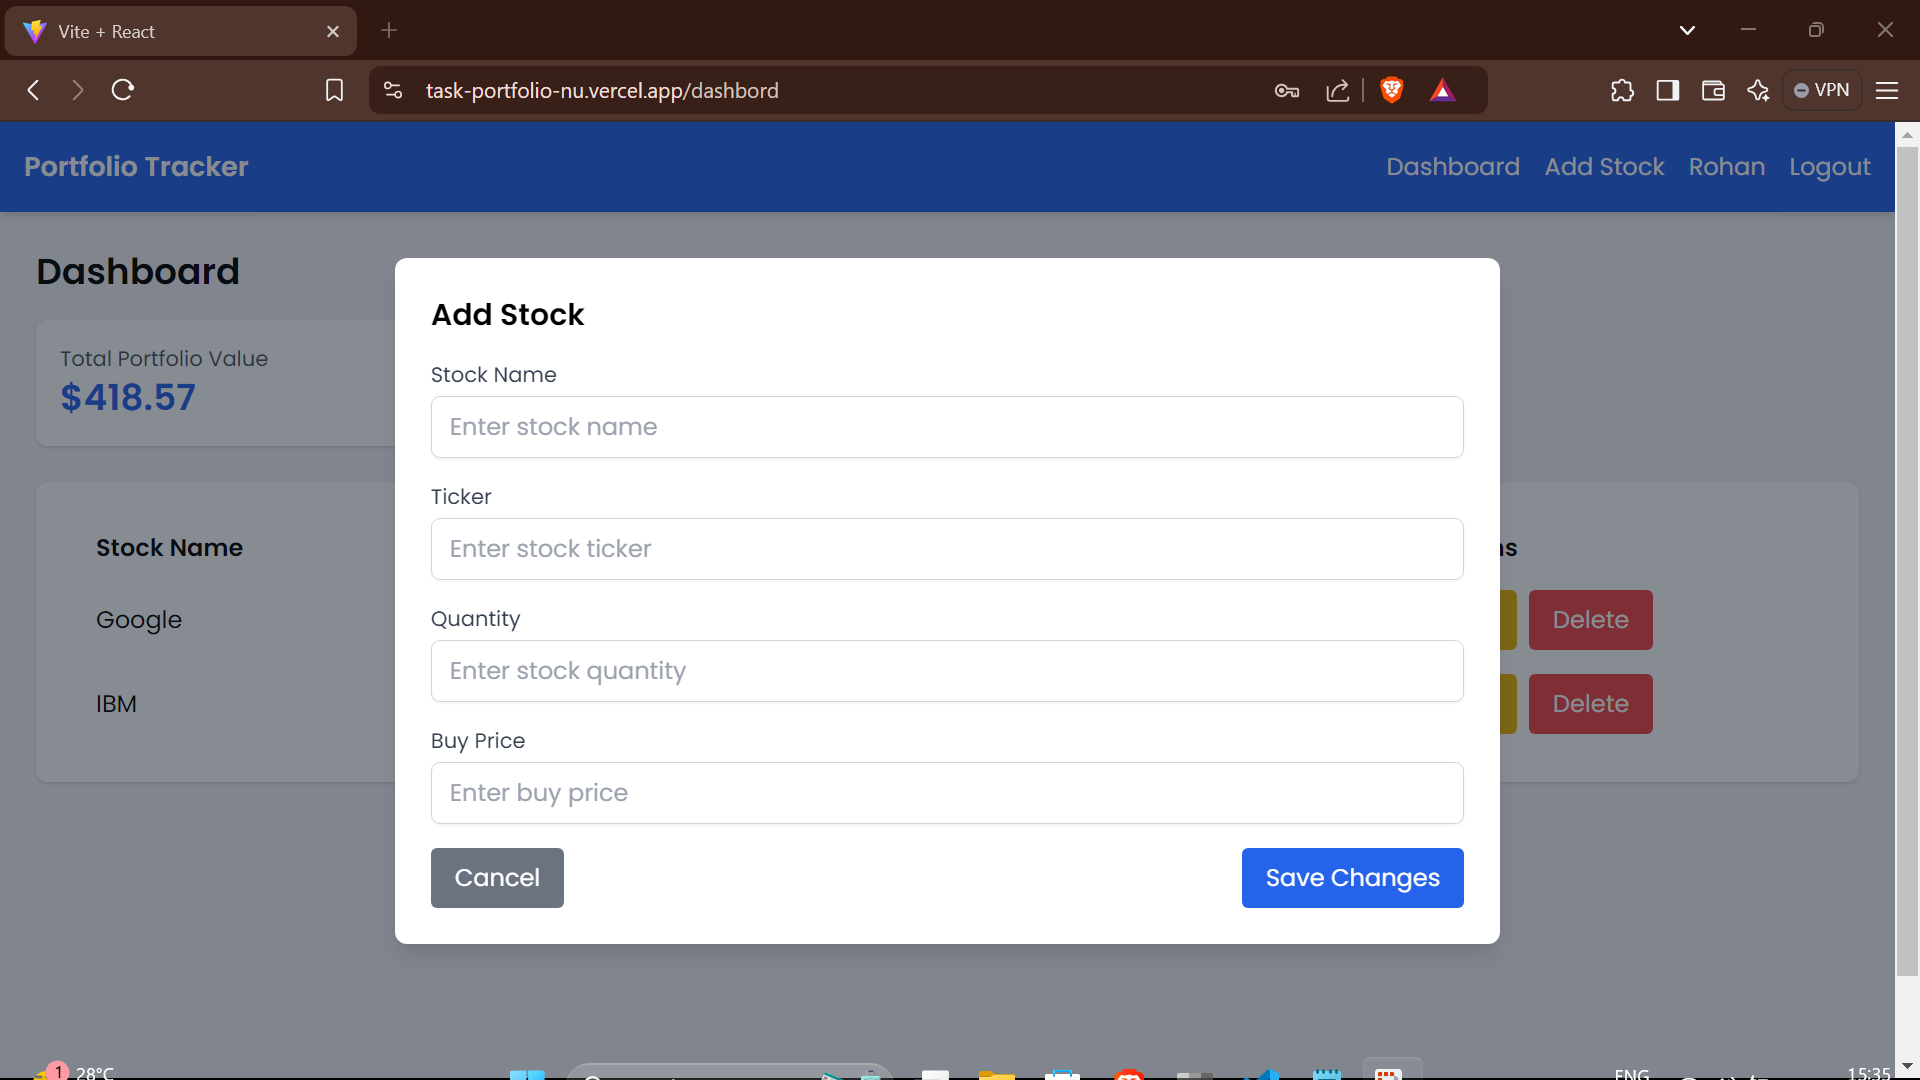 Vite + React
task-portfolio-nu.vercel.app/dashbord
VPN
Portfolio Tracker
Dashboard Add Stock Rohan Logout
Dashboard
Total Portfolio Value
$418.57
Add Stock
Stock Name
Enter stock name
Ticker
Enter stock ticker
Quantity
Enter stock quantity
Buy Price
Enter buy price
Cancel Save Changes
Stock Name
Google Delete
IBM Delete
1 28°C
ENG 15:35